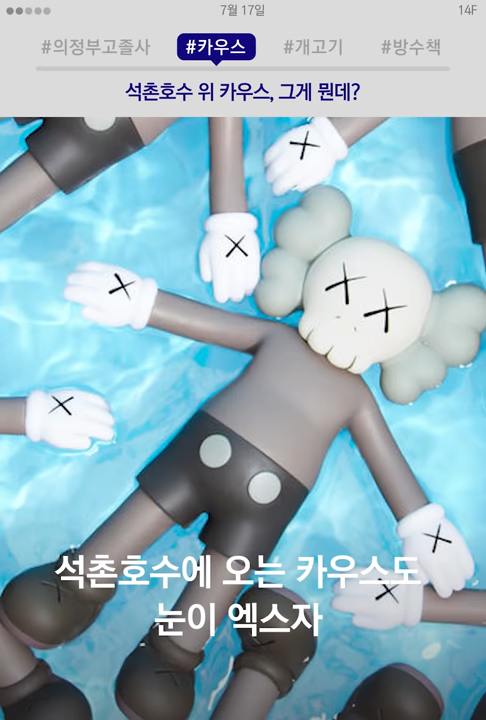 7월 17일
14F
#의정부고졸사 #카우스 #개고기 #방수책
석촌호수 위 카우스, 그게 뭔데?
석촌호수에 오는 카우스도
눈이 엑스자